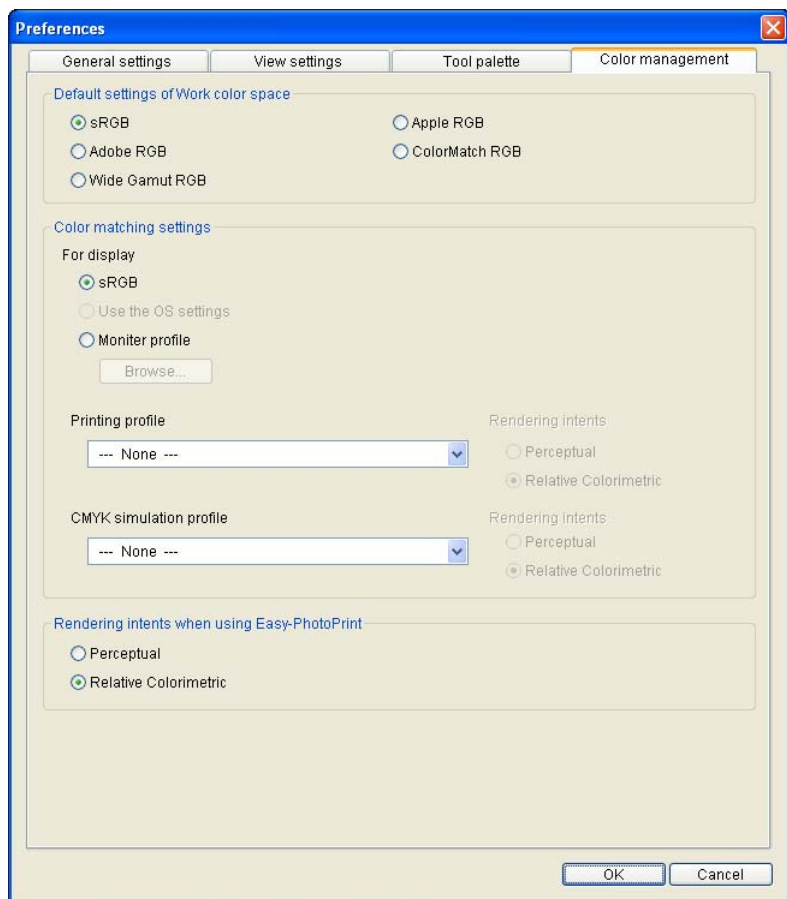 Preferences
General settings View settings Tool palette Color management
Default settings of Work color space
sRGB Apple RGB
Adobe RGB ColorMatch RGB
Wide Gamut RGB
Color matching settings
For display
sRGB
Use the OS settings
Moniter profile
Browse...
Printing profile Rendering intents
--- None --- Perceptual
Relative Colorimetric
CMYK simulation profile Rendering intents
--- None --- Perceptual
Relative Colorimetric
Rendering intents when using Easy-PhotoPrint
Perceptual
Relative Colorimetric
OK Cancel